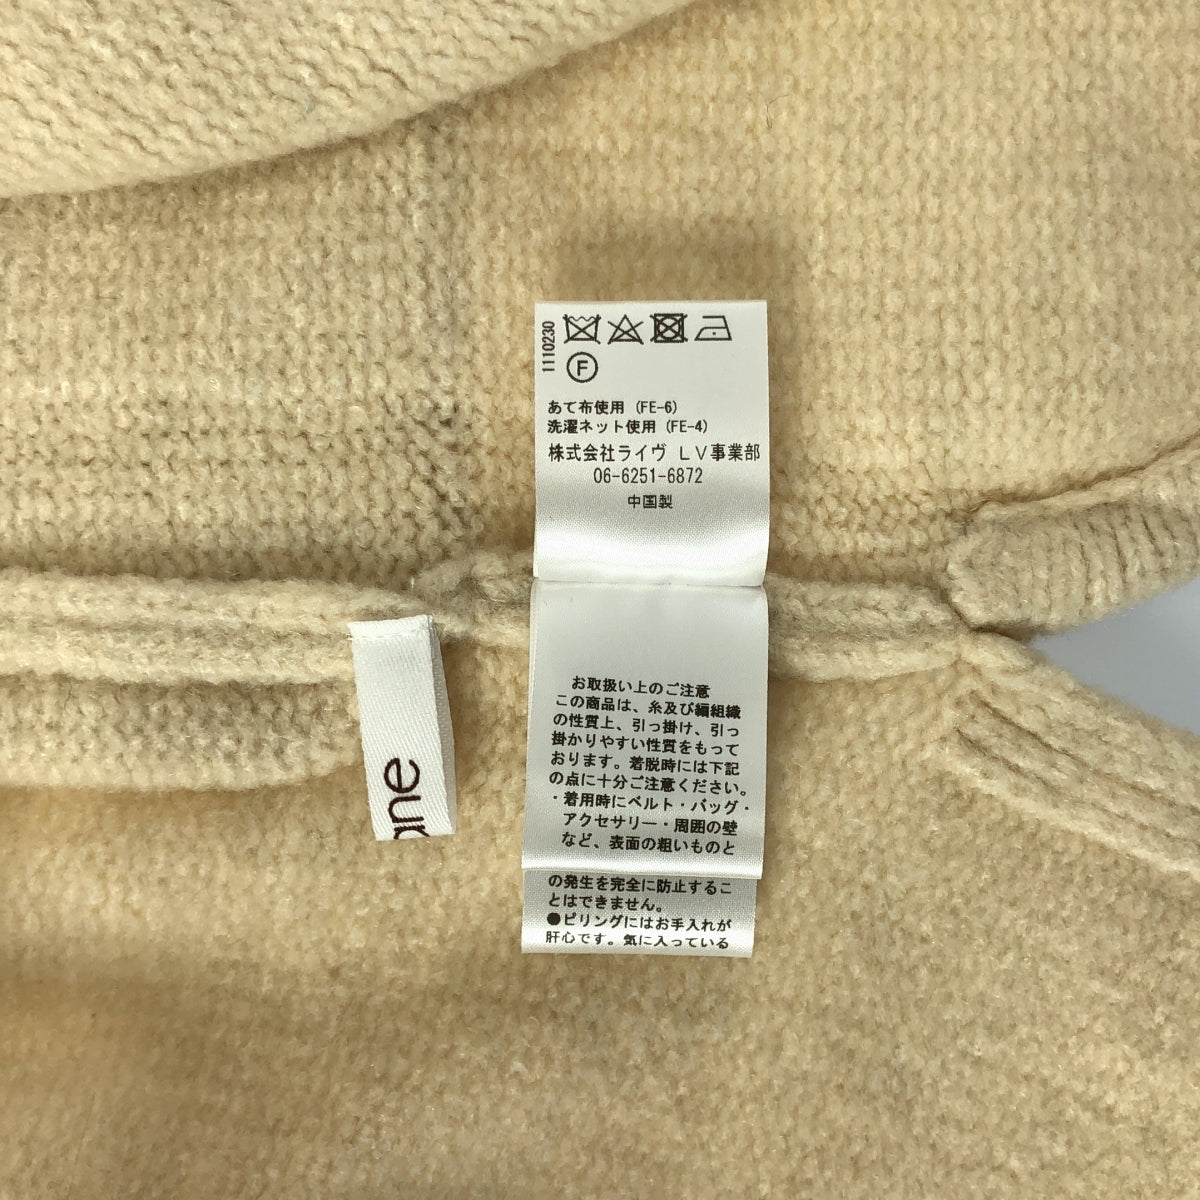 1110230
F
あて布使用 (FE-6)
洗濯ネット使用 (FE-4)
株式会社ライヴ LV事業部
06-6251-6872
中国製
お取扱い上のご注意
この商品は、糸及び編組織
の性質上、引っ掛け、引っ
掛かりやすい性質をもって
おります。着脱時には下記
の点に十分ご注意ください。
・着用時にベルト・バッグ・
アクセサリー・周囲の壁
など、表面の粗いものと
の発生を完全に防止するこ
とはできません。
●ピリングにはお手入れが
肝心です。気に入っている
ane